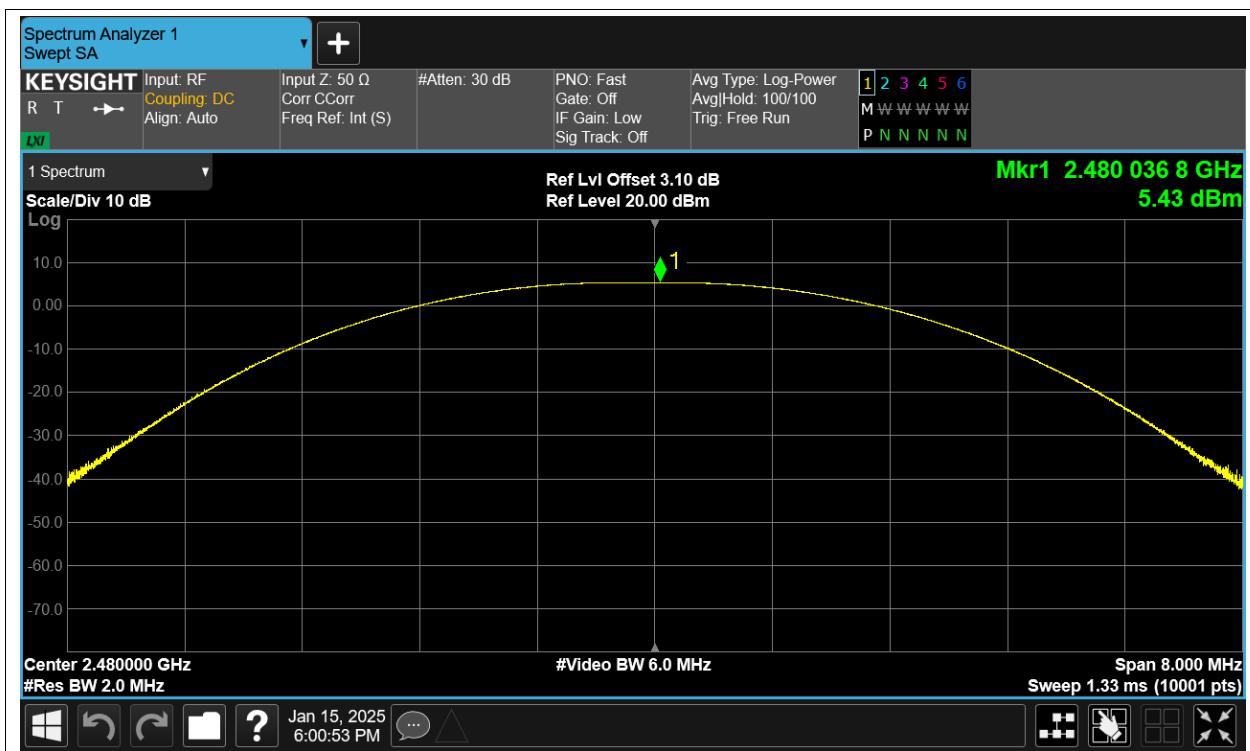 Spectrum Analyzer 1
Swept SA
KEYSIGHT
R T
LXI
Input: RF
Coupling: DC
Align: Auto
Input Z: 50 Ω
Corr CCorr
Freq Ref: Int (S)
#Atten: 30 dB
PNO: Fast
Gate: Off
IF Gain: Low
Sig Track: Off
Avg Type: Log-Power
Avg|Hold: 100/100
Trig: Free Run
1 2 3 4 5 6
M W W W W W W
P N N N N N
1 Spectrum
Scale/Div 10 dB
Log
Ref Lvl Offset 3.10 dB
Ref Level 20.00 dBm
Mkr1 2.480 036 8 GHz
5.43 dBm
1
10.0
0.00
-10.0
-20.0
-30.0
-40.0
-50.0
-60.0
-70.0
Center 2.480000 GHz
#Res BW 2.0 MHz
#Video BW 6.0 MHz
Span 8.000 MHz
Sweep 1.33 ms (10001 pts)
?
Jan 15, 2025
6:00:53 PM